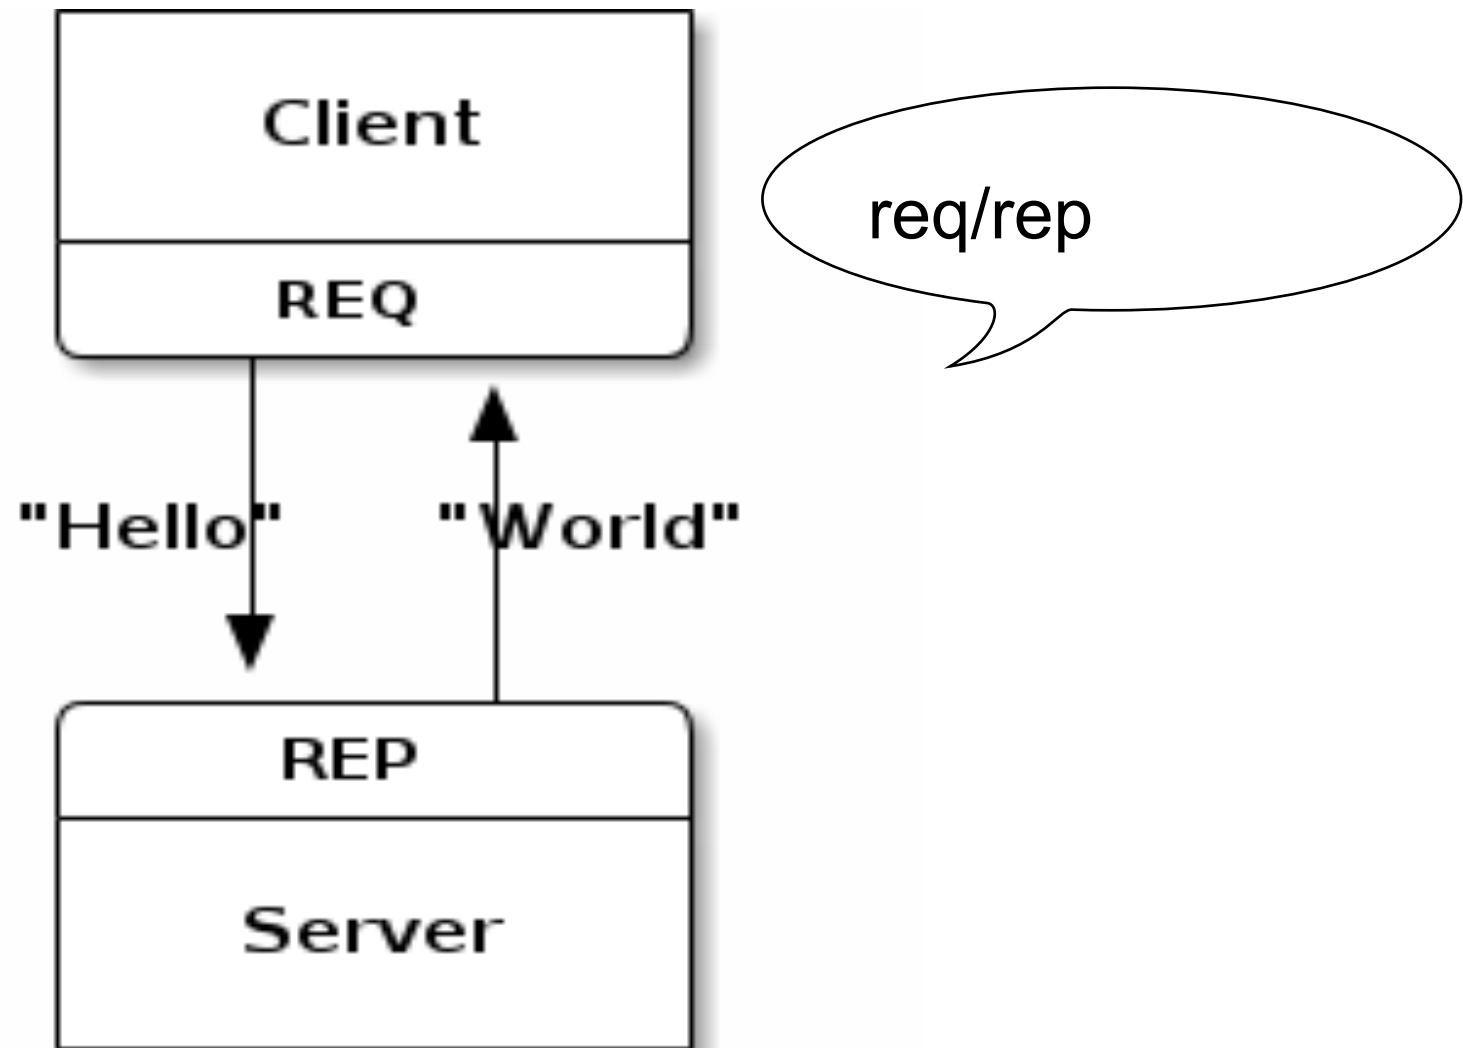 Client
req/rep
REQ
"Hello"
"World"
REP
Server